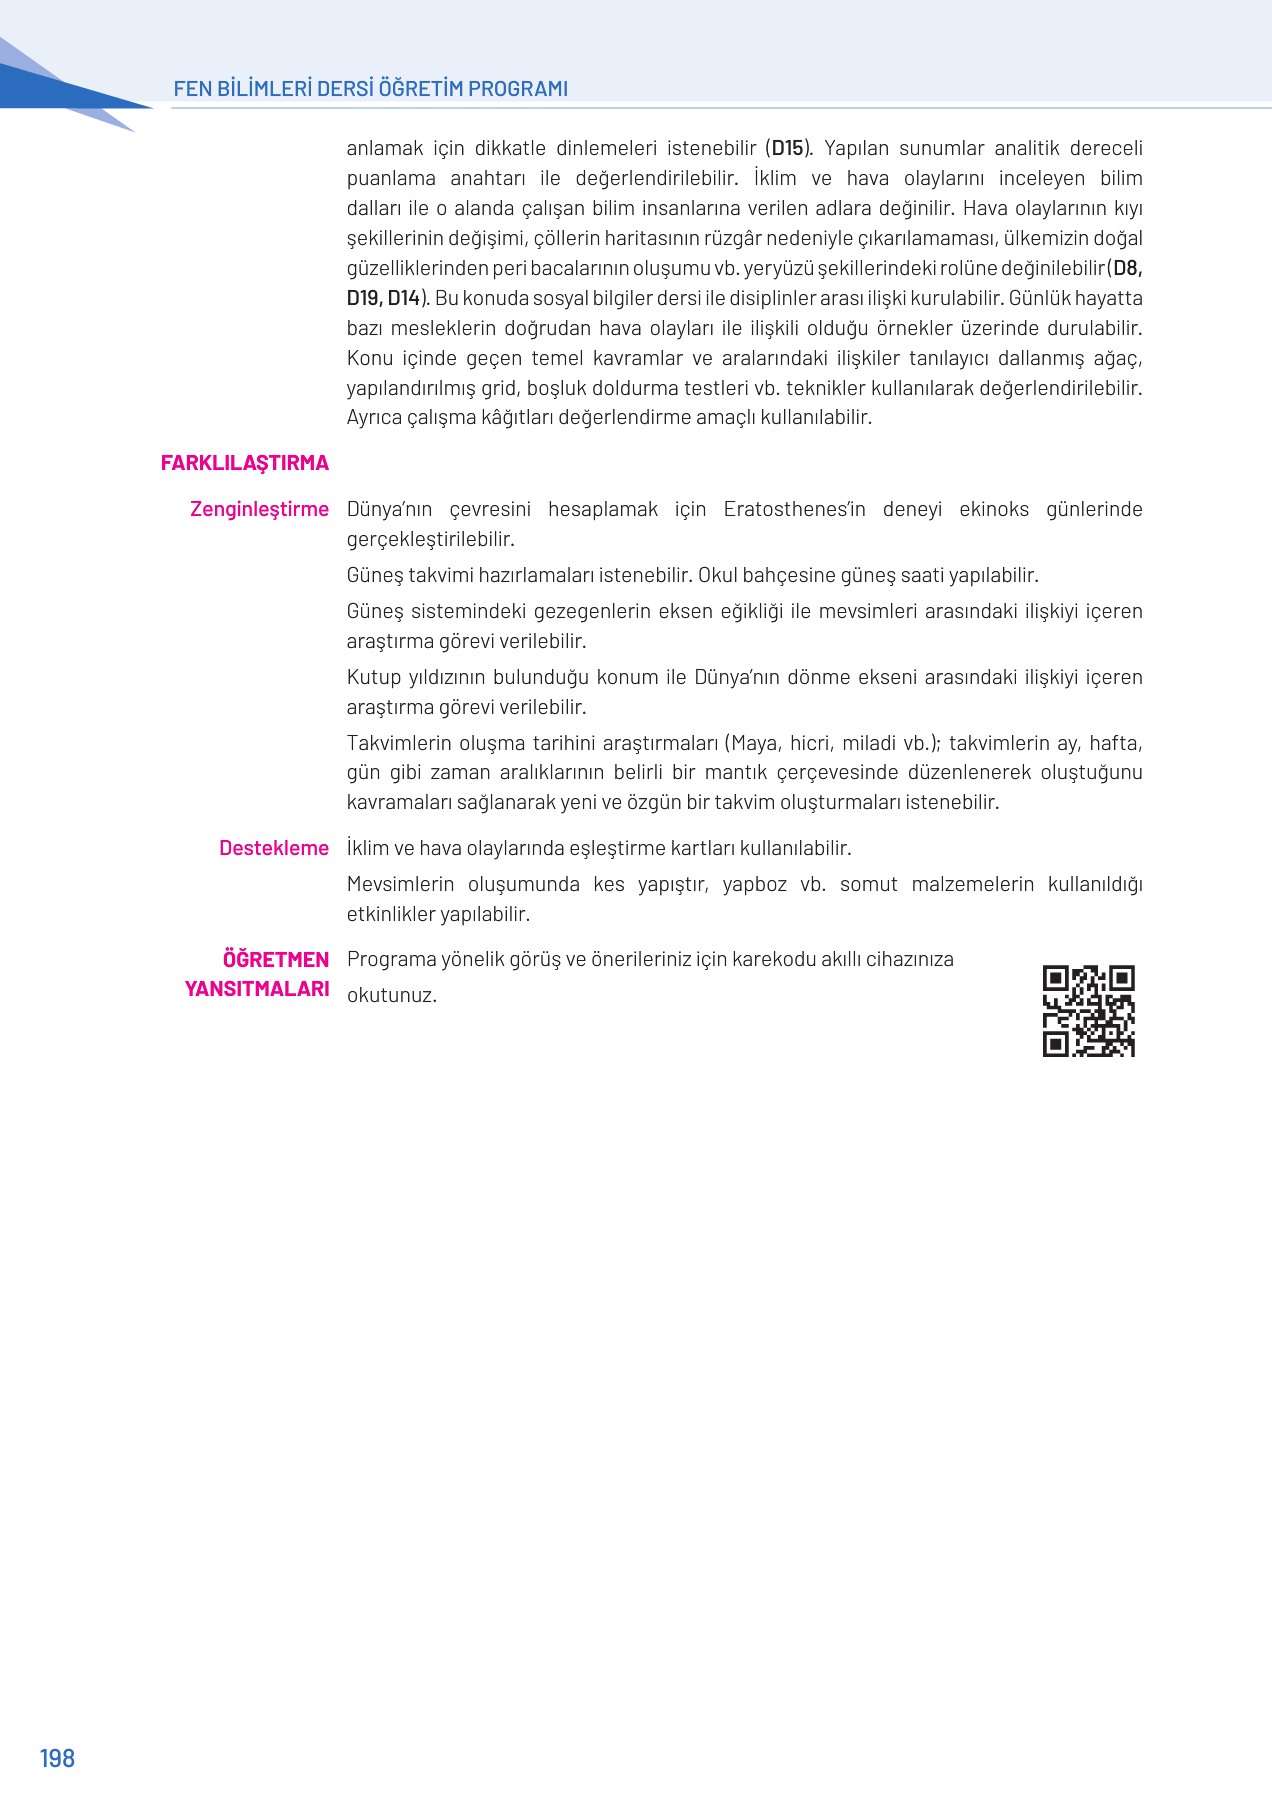 FEN BİLİMLERİ DERSİ ÖĞRETİM PROGRAMI
anlamak için dikkatle dinlemeleri istenebilir (D15). Yapılan sunumlar analitik dereceli
puanlama anahtarı ile değerlendirilebilir. İklim ve hava olaylarını inceleyen bilim
dalları ile o alanda çalışan bilim insanlarına verilen adlara değinilir. Hava olaylarının kıyı
şekillerinin değişimi, çöllerin haritasının rüzgâr nedeniyle çıkarılamaması, ülkemizin doğal
güzelliklerinden peri bacalarının oluşumu vb. yeryüzü şekillerindeki rolüne değinilebilir (D8,
D19, D14). Bu konuda sosyal bilgiler dersi ile disiplinler arası ilişki kurulabilir. Günlük hayatta
bazı mesleklerin doğrudan hava olayları ile ilişkili olduğu örnekler üzerinde durulabilir.
Konu içinde geçen temel kavramlar ve aralarındaki ilişkiler tanılayıcı dallanmış ağaç,
yapılandırılmış grid, boşluk doldurma testleri vb. teknikler kullanılarak değerlendirilebilir.
Ayrıca çalışma kâğıtları değerlendirme amaçlı kullanılabilir.
FARKLILAŞTIRMA
Zenginleştirme Dünya’nın çevresini hesaplamak için Eratosthenes’in deneyi ekinoks günlerinde
gerçekleştirilebilir.
Güneş takvimi hazırlamaları istenebilir. Okul bahçesine güneş saati yapılabilir.
Güneş sistemindeki gezegenlerin eksen eğikliği ile mevsimleri arasındaki ilişkiyi içeren
araştırma görevi verilebilir.
Kutup yıldızının bulunduğu konum ile Dünya’nın dönme ekseni arasındaki ilişkiyi içeren
araştırma görevi verilebilir.
Takvimlerin oluşma tarihini araştırmaları (Maya, hicri, miladi vb.); takvimlerin ay, hafta,
gün gibi zaman aralıklarının belirli bir mantık çerçevesinde düzenlenerek oluştuğunu
kavramaları sağlanarak yeni ve özgün bir takvim oluşturmaları istenebilir.
Destekleme İklim ve hava olaylarında eşleştirme kartları kullanılabilir.
Mevsimlerin oluşumunda kes yapıştır, yapboz vb. somut malzemelerin kullanıldığı
etkinlikler yapılabilir.
ÖĞRETMEN Programa yönelik görüş ve önerileriniz için karekodu akıllı cihazınıza
YANSITMALARI okutunuz.
198